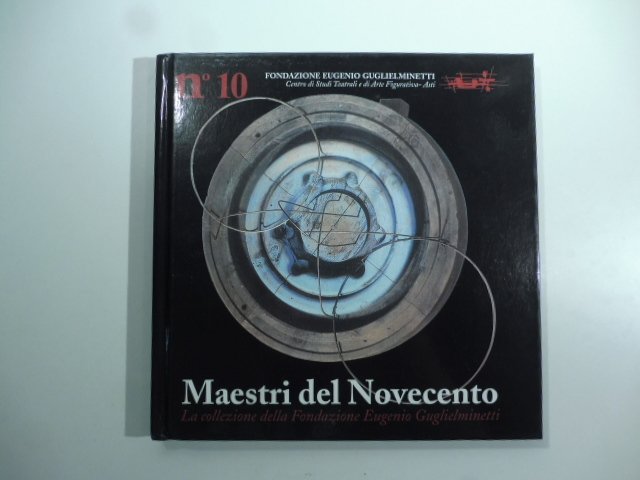 nº 10
FONDAZIONE EUGENIO GUGLIELMINETTI
Centro di Studi Teatrali e di Arte Figurativa- Asti
Maestri del Novecento
La collezione della Fondazione Eugenio Guglielminetti